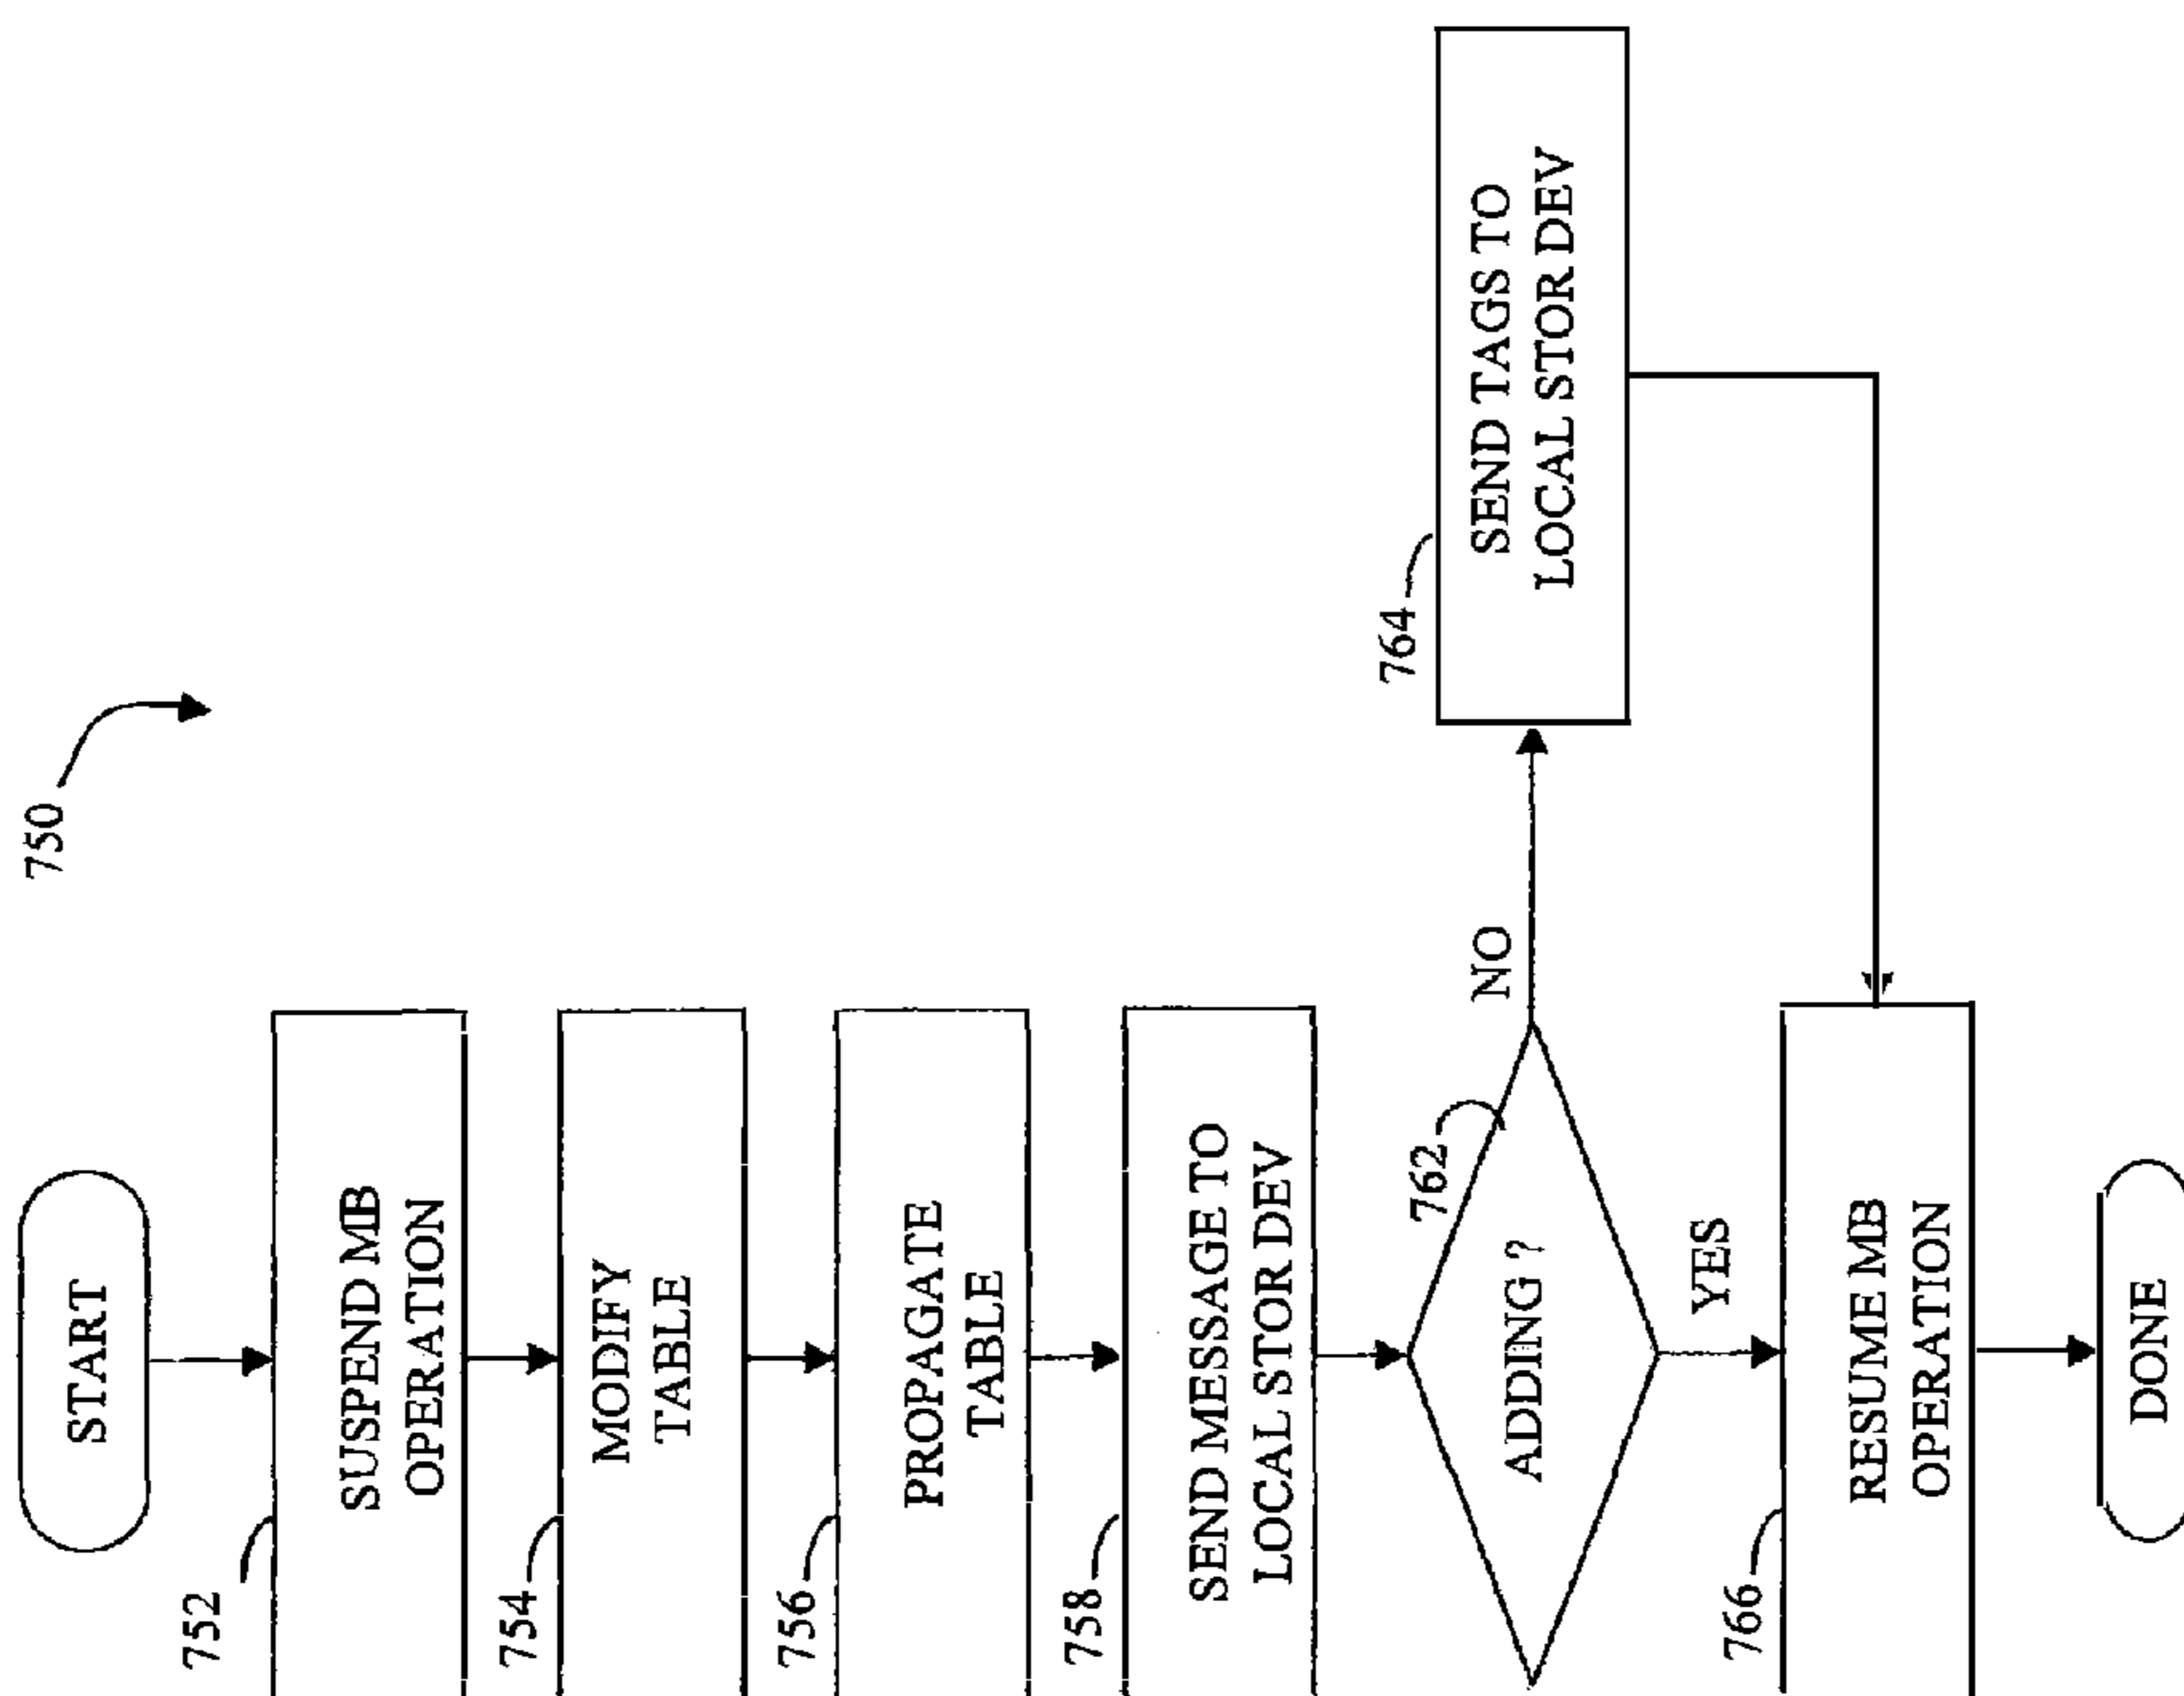 750
START
752
SUSPEND MB
OPERATION
754
MODIFY
TABLE
756
PROPAGATE
TABLE
758
SEND MESSAGE TO
LOCAL STOR DEV
762
ADDING ?
NO
764
SEND TAGS TO
LOCAL STOR DEV
YES
766
RESUME MB
OPERATION
DONE